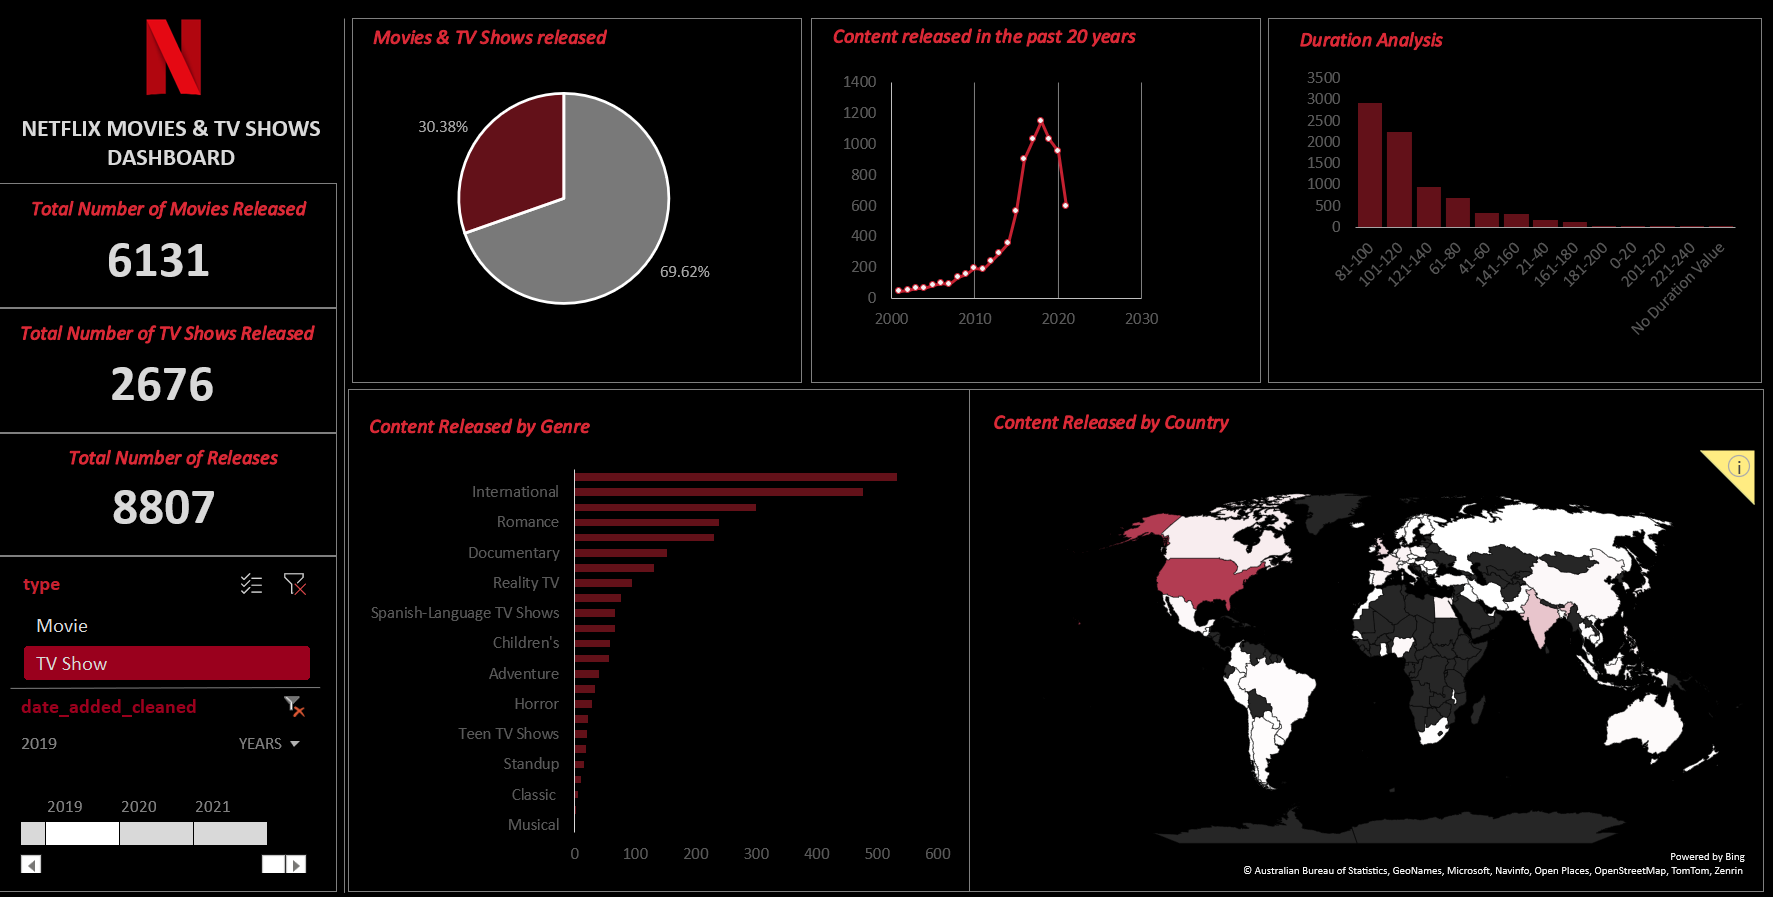 N
NETFLIX MOVIES & TV SHOWS
DASHBOARD
Total Number of Movies Released
6131
Total Number of TV Shows Released
2676
Total Number of Releases
8807
type
Movie
TV Show
date_added_cleaned
2019
YEARS
2019 2020 2021
Movies & TV Shows released
30.38%
69.62%
Content released in the past 20 years
1400
1200
1000
800
600
400
200
0
2000 2010 2020 2030
Duration Analysis
3500
3000
2500
2000
1500
1000
500
0
81-100
101-120
121-140
61-80
41-60
141-160
21-40
161-180
181-200
0-20
201-220
221-240
No Duration Value
Content Released by Genre
International
Romance
Documentary
Reality TV
Spanish-Language TV Shows
Children's
Adventure
Horror
Teen TV Shows
Standup
Classic
Musical
0 100 200 300 400 500 600
Content Released by Country
i
Powered by Bing
© Australian Bureau of Statistics, GeoNames, Microsoft, Navinfo, Open Places, OpenStreetMap, TomTom, Zenrin